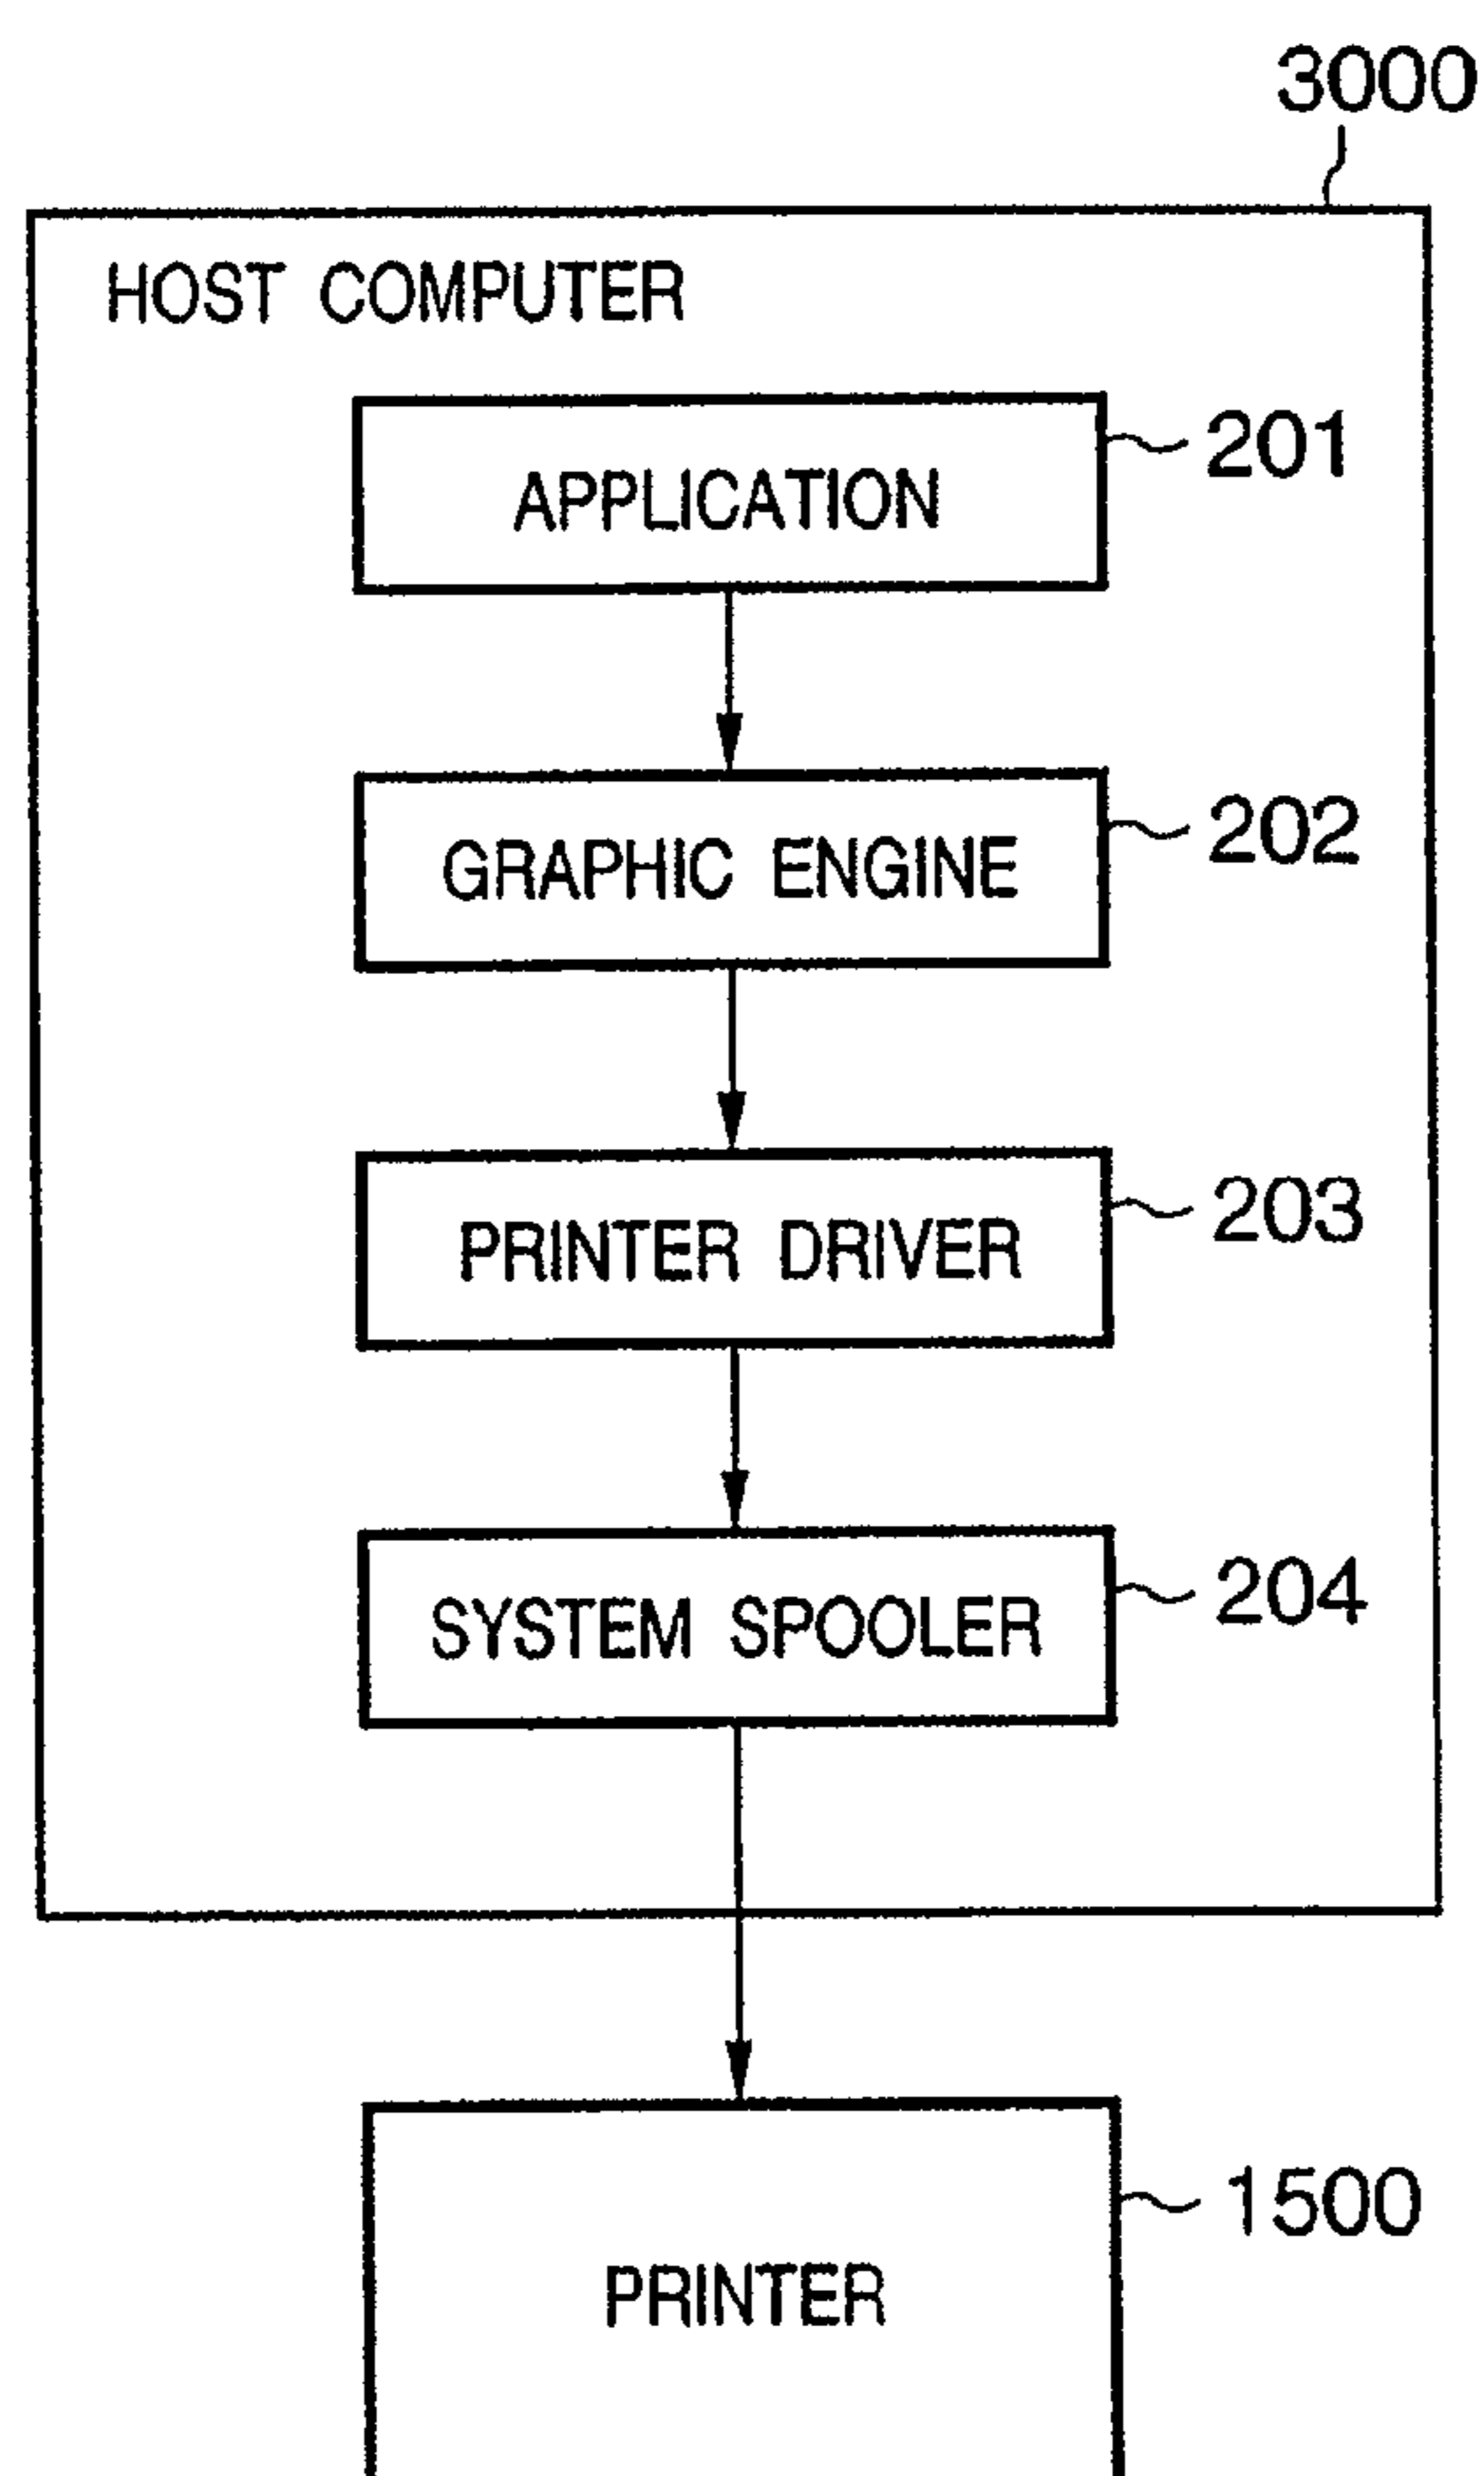 3000
HOST COMPUTER
APPLICATION
201
GRAPHIC ENGINE
202
PRINTER DRIVER
203
SYSTEM SPOOLER
204
1500
PRINTER